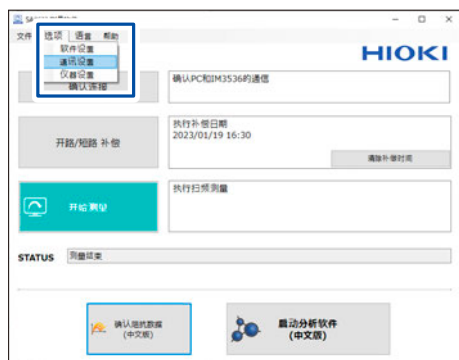 文件 选项 语言 帮助
软件设置
通讯设置
仪器设置
HIOKI
确认连接
确认PC和IM3536的通信
开路/短路 补偿
执行补偿日期
2023/01/19 16:30
清除补偿时间
开始测量
执行扫频测量
STATUS 测量结束
确认阻抗数据
(中文版)
启动分析软件
(中文版)